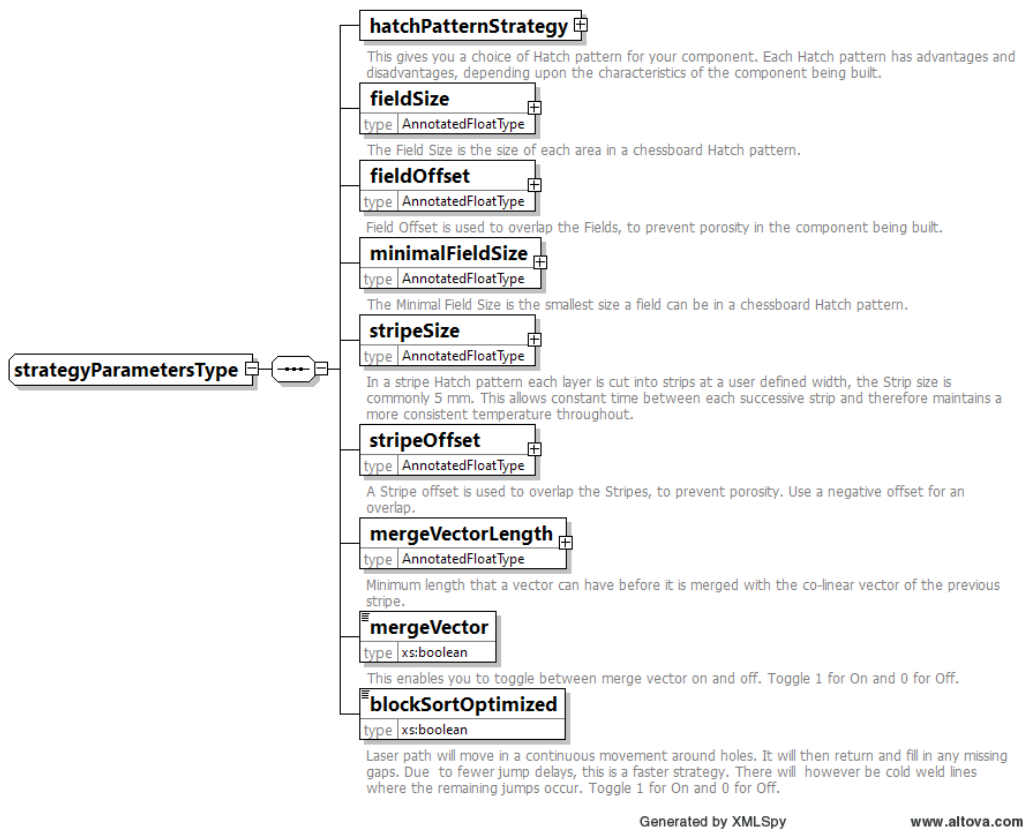 hatchPatternStrategy
This gives you a choice of Hatch pattern for your component. Each Hatch pattern has advantages and
disadvantages, depending upon the characteristics of the component being built.
fieldSize
type AnnotatedFloatType
The Field Size is the size of each area in a chessboard Hatch pattern.
fieldOffset
type AnnotatedFloatType
Field Offset is used to overlap the Fields, to prevent porosity in the component being built.
minimalFieldSize
type AnnotatedFloatType
The Minimal Field Size is the smallest size a field can be in a chessboard Hatch pattern.
stripeSize
type AnnotatedFloatType
strategyParametersType
In a stripe Hatch pattern each layer is cut into strips at a user defined width, the Strip size is
commonly 5 mm. This allows constant time between each successive strip and therefore maintains a
more consistent temperature throughout.
stripeOffset
type AnnotatedFloatType
A Stripe offset is used to overlap the Stripes, to prevent porosity. Use a negative offset for an
overlap.
mergeVectorLength
type AnnotatedFloatType
Minimum length that a vector can have before it is merged with the co-linear vector of the previous
stripe.
mergeVector
type xs:boolean
This enables you to toggle between merge vector on and off. Toggle 1 for On and 0 for Off.
blockSortOptimized
type xs:boolean
Laser path will move in a continuous movement around holes. It will then return and fill in any missing
gaps. Due  to fewer jump delays, this is a faster strategy. There will  however be cold weld lines
where the remaining jumps occur. Toggle 1 for On and 0 for Off.
Generated by XMLSpy
www.altova.com